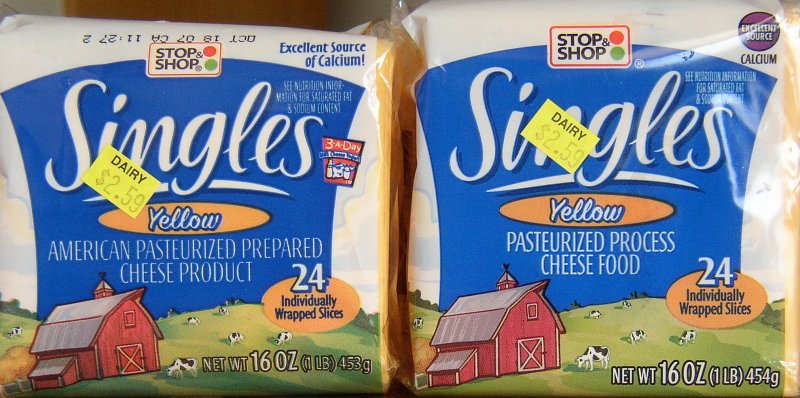 OCT 18 07 CA 11:27 2
STOP&
SHOP®
Excellent Source
of Calcium!
SEE NUTRITION INFOR-
MATION FOR SATURATED FAT
& SODIUM CONTENT
Singles
3-A-Day
DAIRY
$2.59
Yellow
AMERICAN PASTEURIZED PREPARED
CHEESE PRODUCT
24
Individually
Wrapped Slices
NET WT 16 OZ (1 LB) 453g
STOP&
SHOP®
EXCELLENT
SOURCE
CALCIUM
SEE NUTRITION INFORMATION
FOR SATURATED FAT
& SODIUM CONTENT
Singles
DAIRY
$2.59
Yellow
PASTEURIZED PROCESS
CHEESE FOOD
24
Individually
Wrapped Slices
NET WT 16 OZ (1 LB) 454g